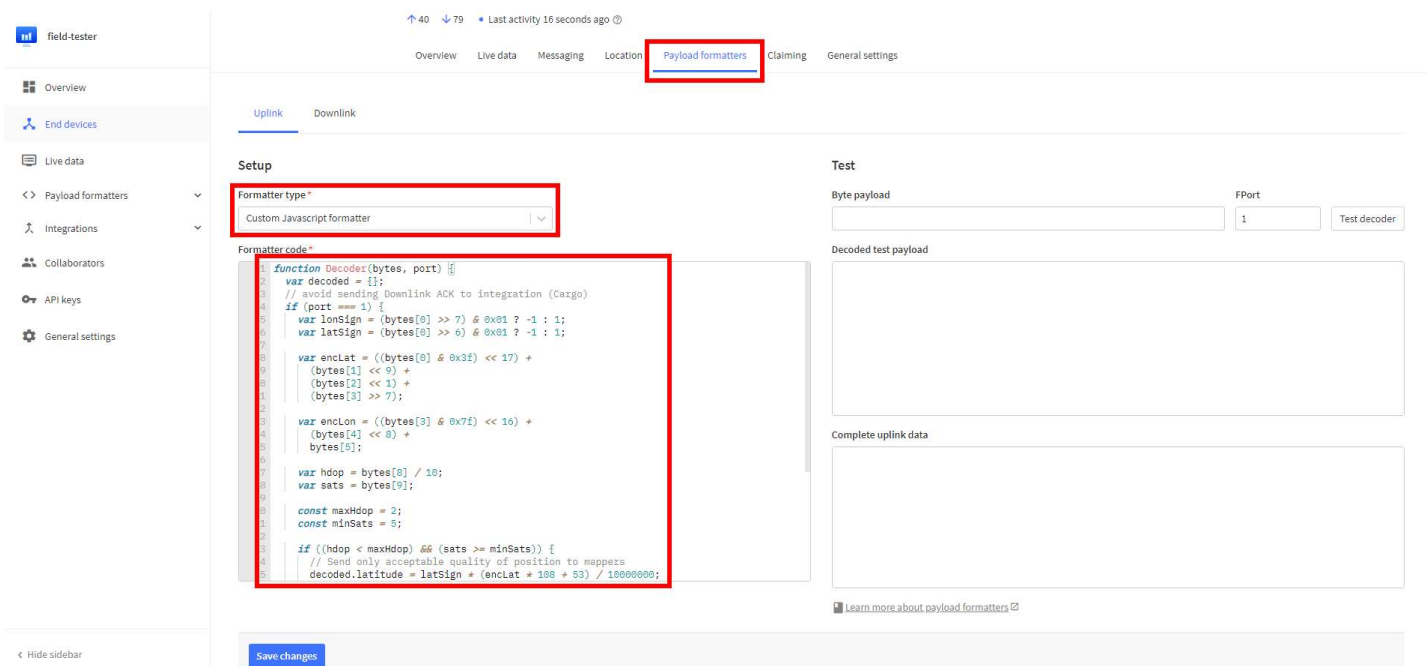 ↑ 40 ↓ 79 • Last activity 16 seconds ago
field-tester
Overview Live data Messaging Location Payload formatters Claiming General settings
Overview
End devices
Live data
Payload formatters
Integrations
Collaborators
API keys
General settings
Hide sidebar
Uplink Downlink
Setup
Formatter type *
Custom Javascript formatter
Formatter code *
1 function Decoder(bytes, port) {
2 var decoded = {};
3 // avoid sending Downlink ACK to integration (Cargo)
4 if (port === 1) {
5 var lonSign = (bytes[0] >> 7) & 0x01 ? -1 : 1;
6 var latSign = (bytes[0] >> 6) & 0x01 ? -1 : 1;
7
8 var encLat = ((bytes[0] & 0x3f) << 17) +
9 (bytes[1] << 9) +
0 (bytes[2] << 1) +
1 (bytes[3] >> 7);
2
3 var encLon = ((bytes[3] & 0x7f) << 16) +
4 (bytes[4] << 8) +
5 bytes[5];
6
7 var hdop = bytes[8] / 10;
8 var sats = bytes[9];
9
0 const maxHdop = 2;
1 const minSats = 5;
2
3 if ((hdop < maxHdop) && (sats >= minSats)) {
4 // Send only acceptable quality of position to mappers
5 decoded.latitude = latSign * (encLat * 108 + 53) / 10000000;
Save changes
Test
Byte payload FPort
1 Test decoder
Decoded test payload
Complete uplink data
Learn more about payload formatters